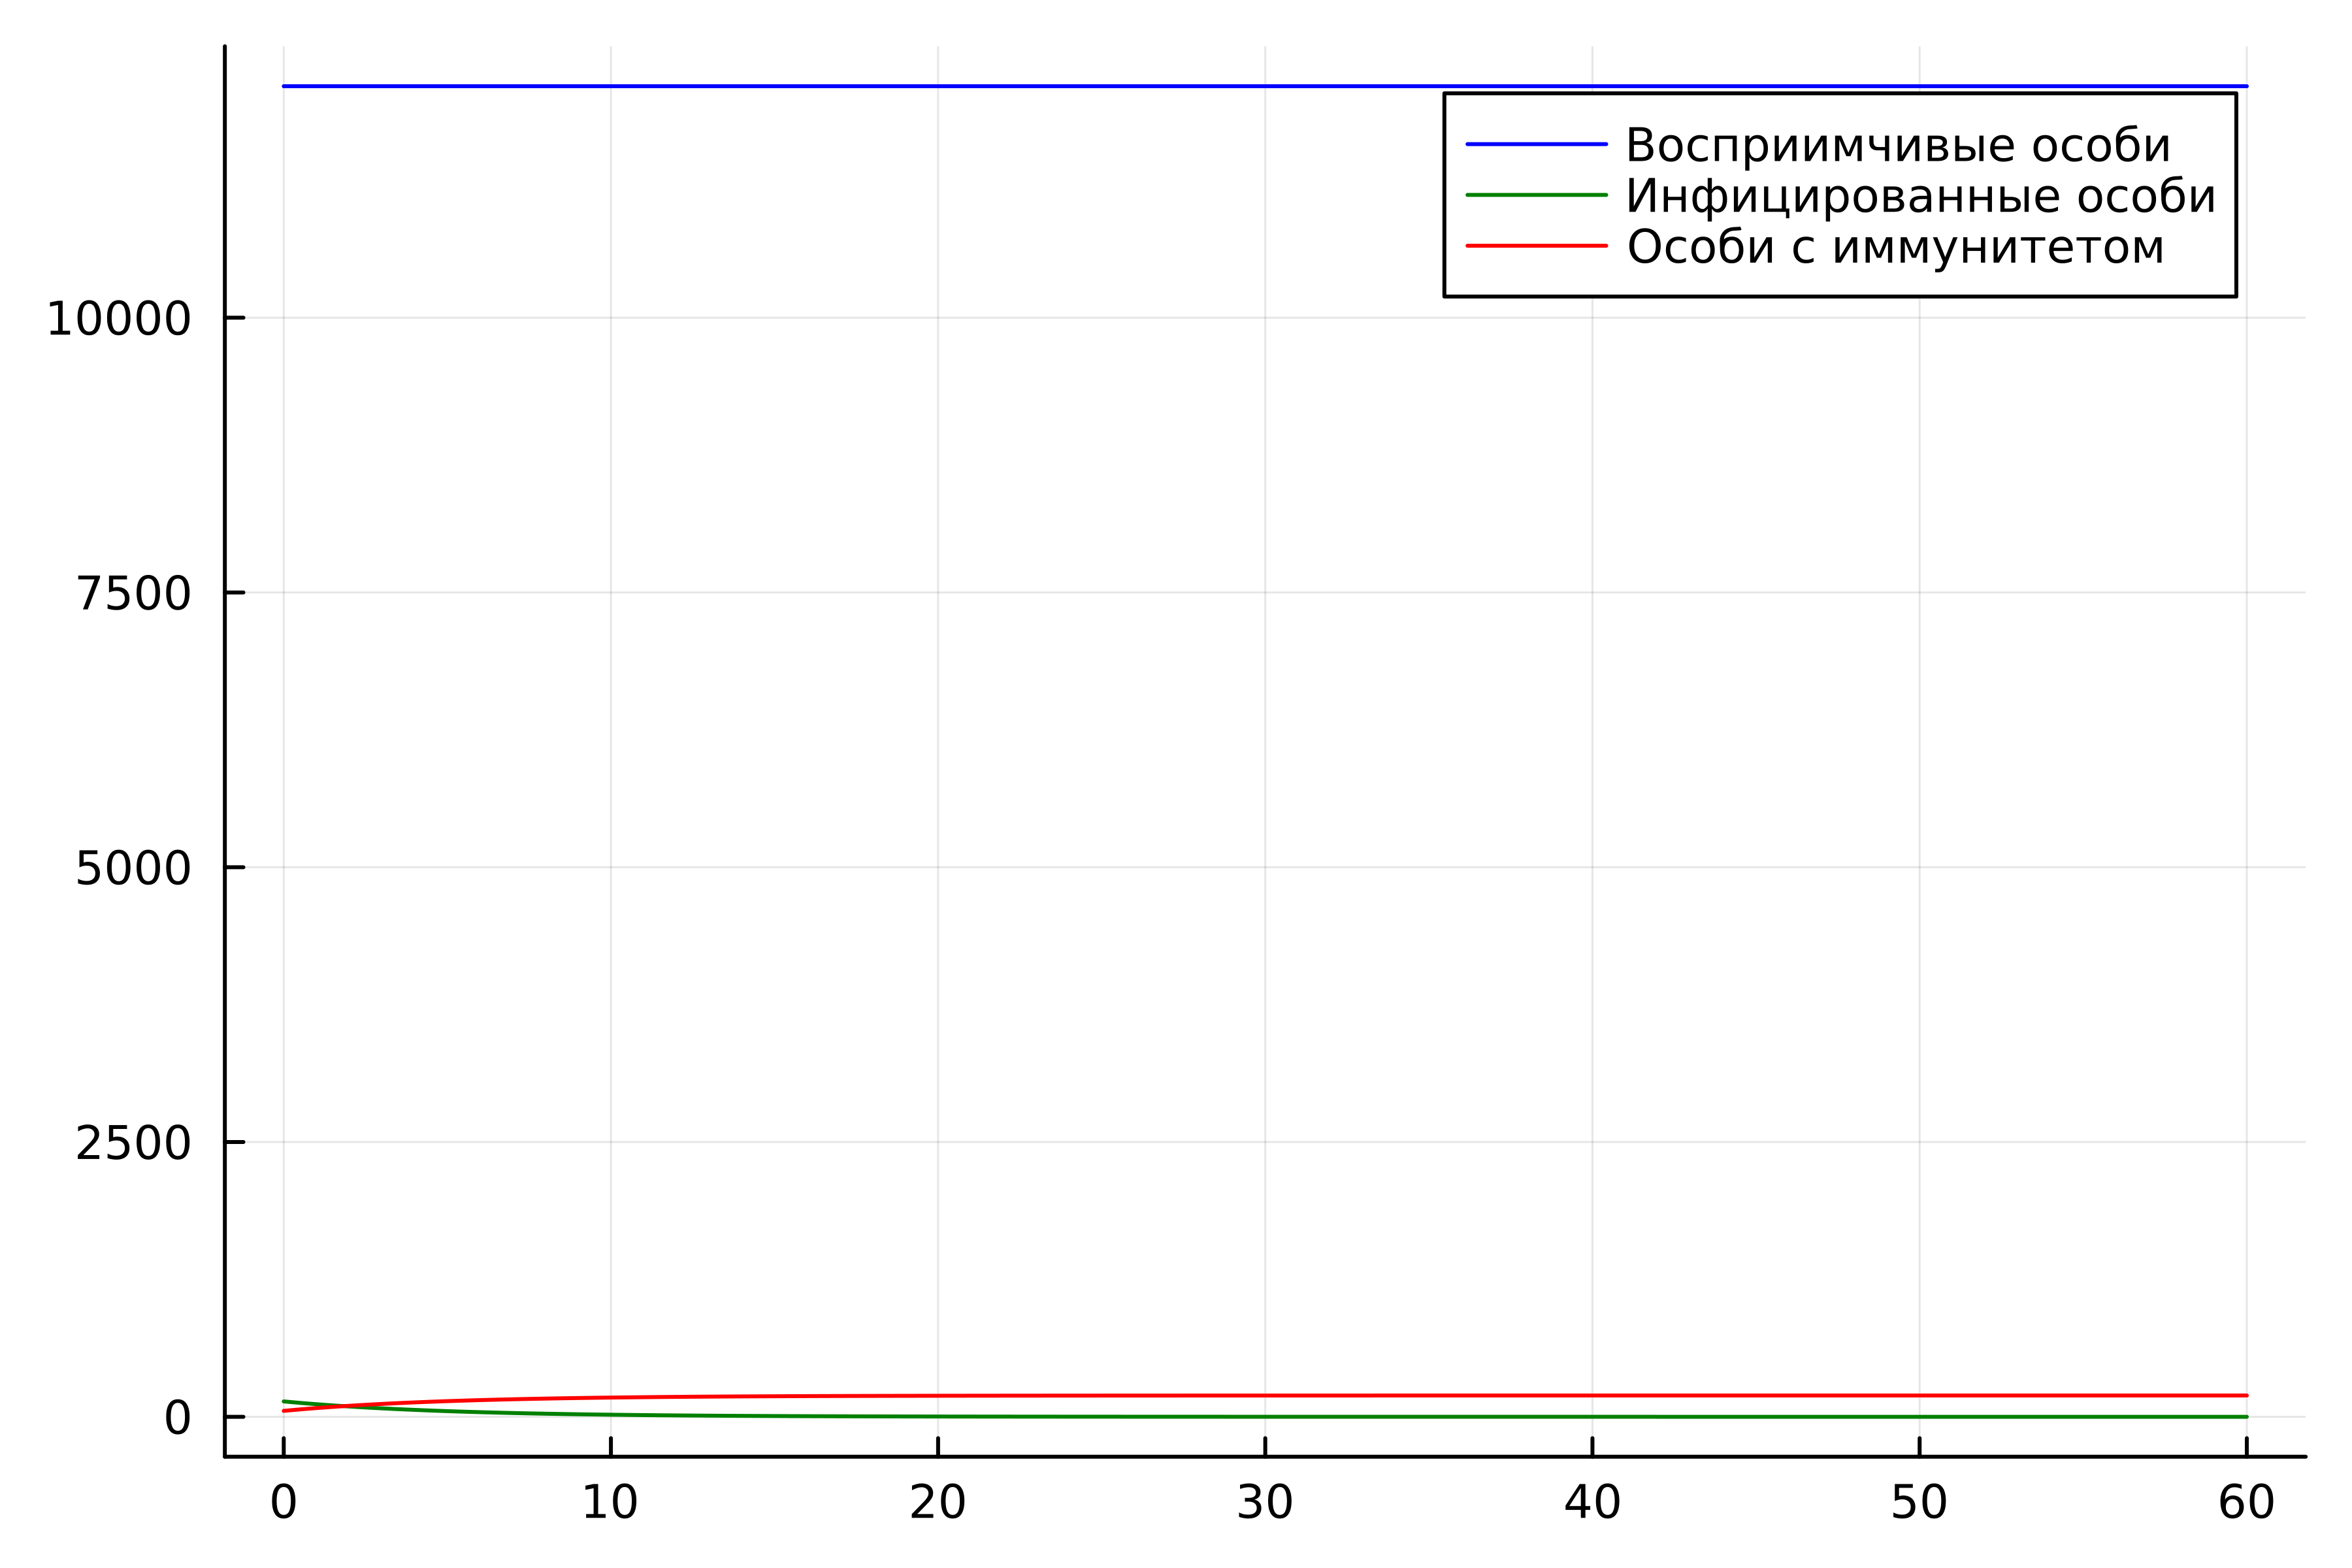 Восприимчивые особи
Инфицированные особи
Особи с иммунитетом
10000
7500
5000
2500
0
0 10 20 30 40 50 60